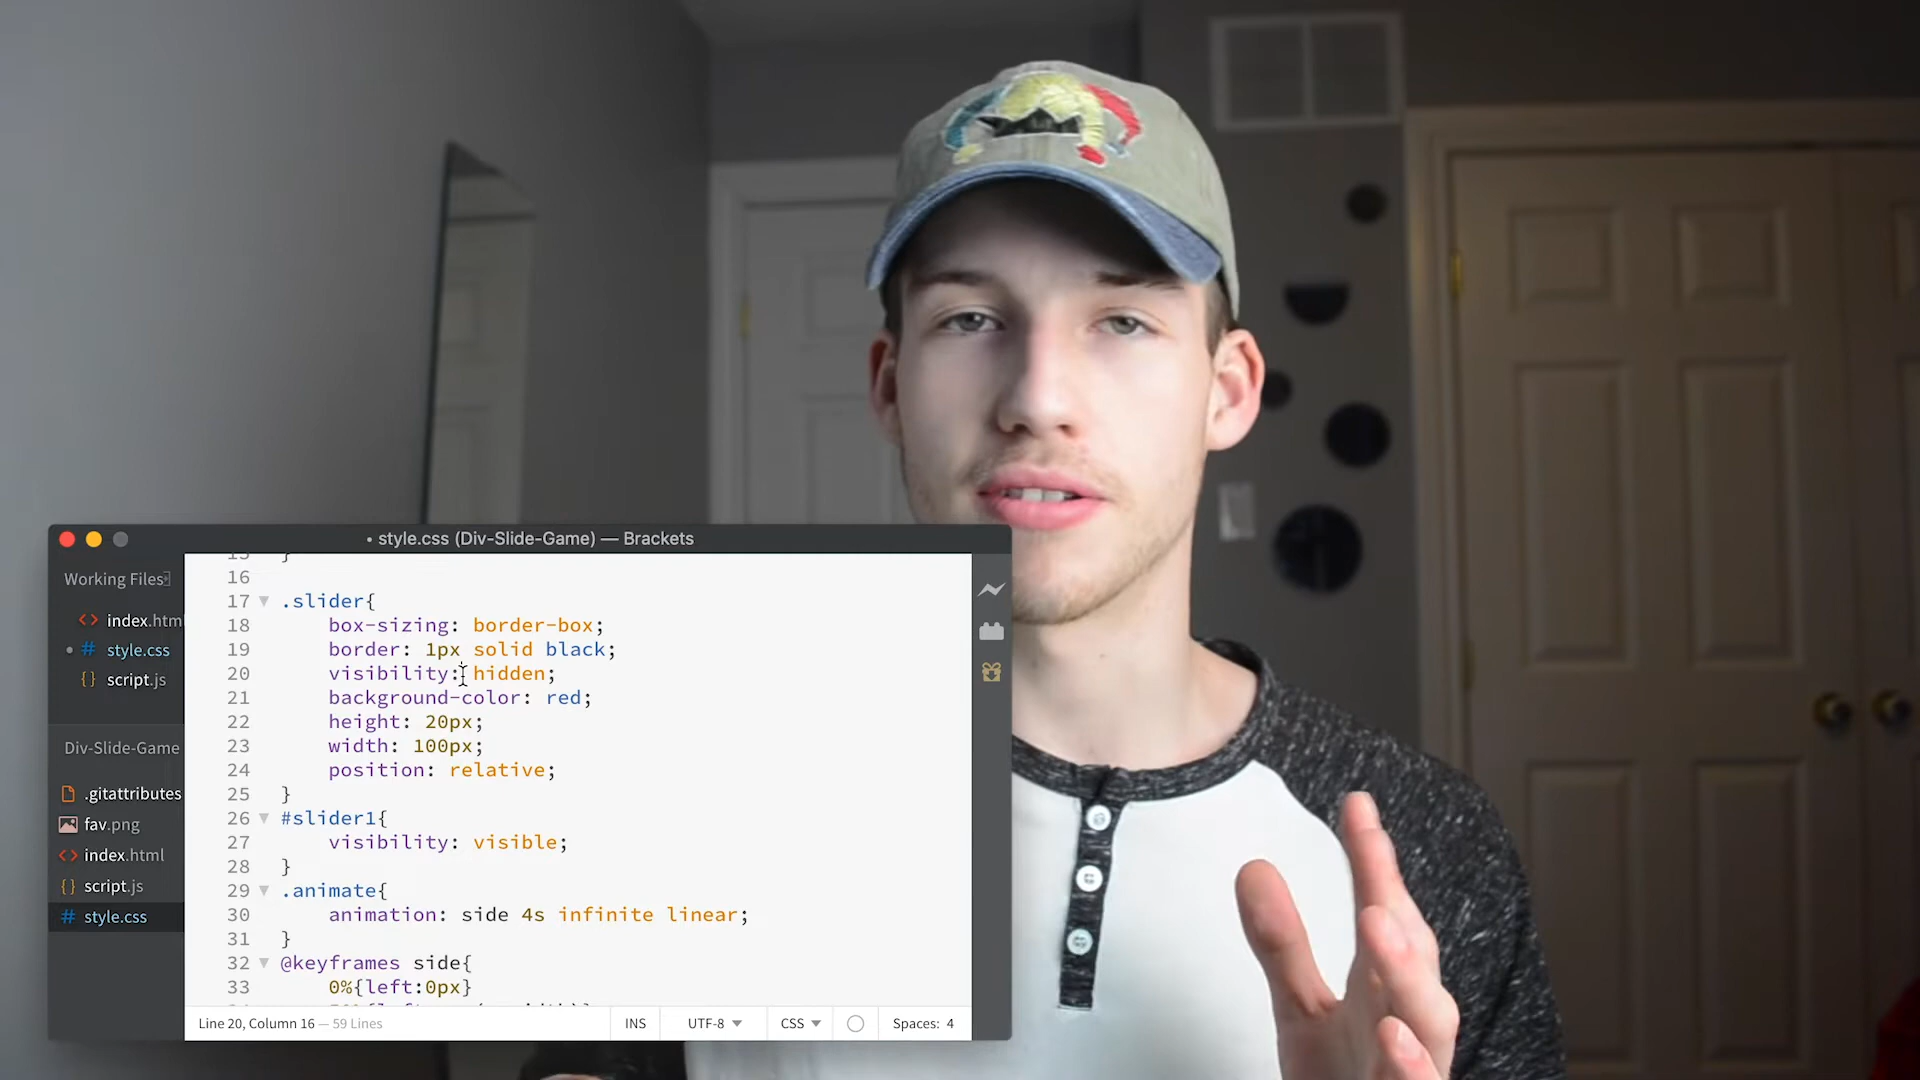 • style.css (Div-Slide-Game) — Brackets
Working Files
index.html
style.css
script.js
Div-Slide-Game
.gitattributes
fav.png
index.html
script.js
style.css
15 }
16
17 .slider{
18 box-sizing: border-box;
19 border: 1px solid black;
20 visibility: hidden;
21 background-color: red;
22 height: 20px;
23 width: 100px;
24 position: relative;
25 }
26 #slider1{
27 visibility: visible;
28 }
29 .animate{
30 animation: side 4s infinite linear;
31 }
32 @keyframes side{
33 0%{left:0px}
Line 20, Column 16 — 59 Lines
INS
UTF-8
CSS
Spaces: 4